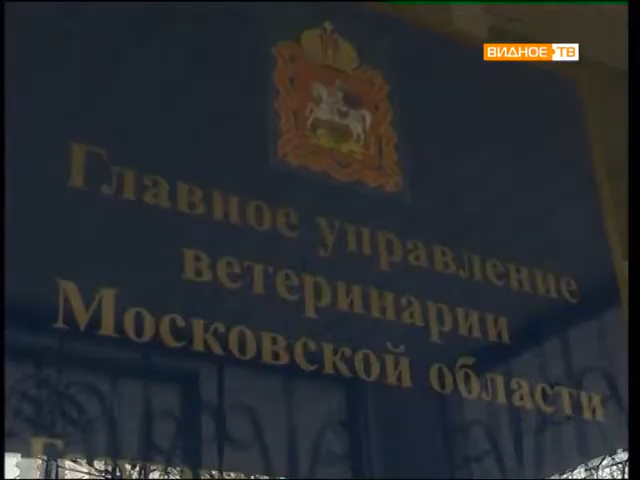 ВИДНОЕ ТВ
Главное управление
ветеринарии
Московской области